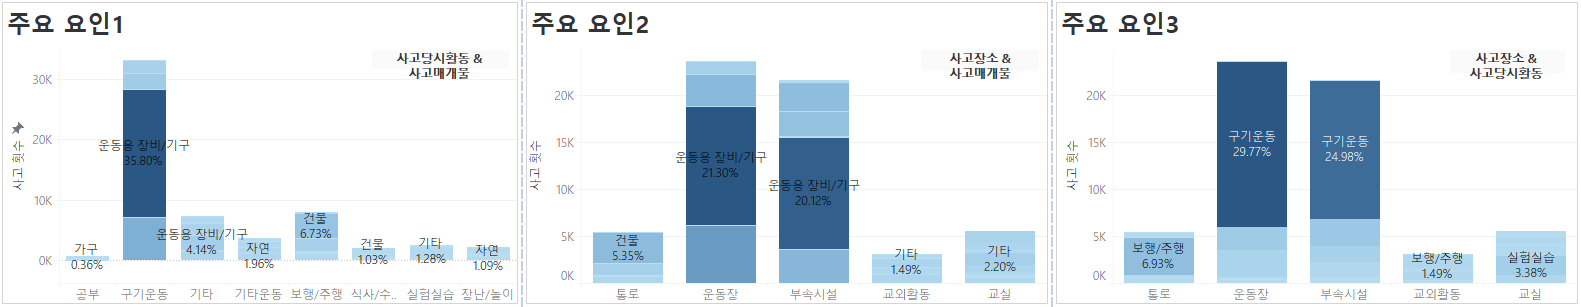 주요 요인1
사고당시활동 &
사고매개물
사고 횟수
30K
20K
10K
0K
운동용 장비/기구
35.80%
가구
0.36%
운동용 장비/기구
4.14%
자연
1.96%
건물
6.73%
건물
1.03%
기타
1.28%
자연
1.09%
공부
구기운동
기타
기타운동
보행/주행
식사/수..
실험실습
장난/놀이
주요 요인2
사고장소 &
사고매개물
사고 횟수
20K
15K
10K
5K
0K
건물
5.35%
운동용 장비/기구
21.30%
운동용 장비/기구
20.12%
기타
1.49%
기타
2.20%
통로
운동장
부속시설
교외활동
교실
주요 요인3
사고장소 &
사고당시활동
사고 횟수
20K
15K
10K
5K
0K
보행/주행
6.93%
구기운동
29.77%
구기운동
24.98%
보행/주행
1.49%
실험실습
3.38%
통로
운동장
부속시설
교외활동
교실